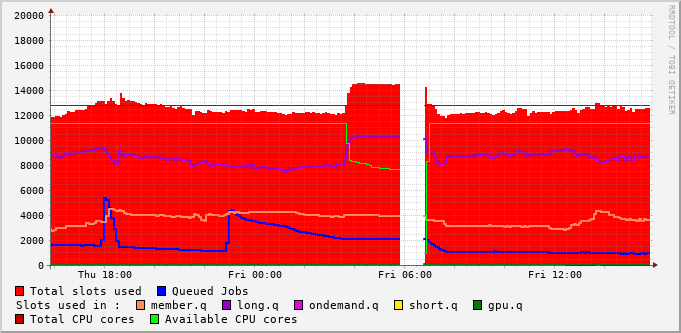 20000
18000
16000
14000
12000
10000
8000
6000
4000
2000
0
Thu 18:00 Fri 00:00 Fri 06:00 Fri 12:00
RRDTOOL / TOBI OETIKER
Total slots used Queued Jobs
Slots used in : member.q long.q ondemand.q short.q gpu.q
Total CPU cores Available CPU cores